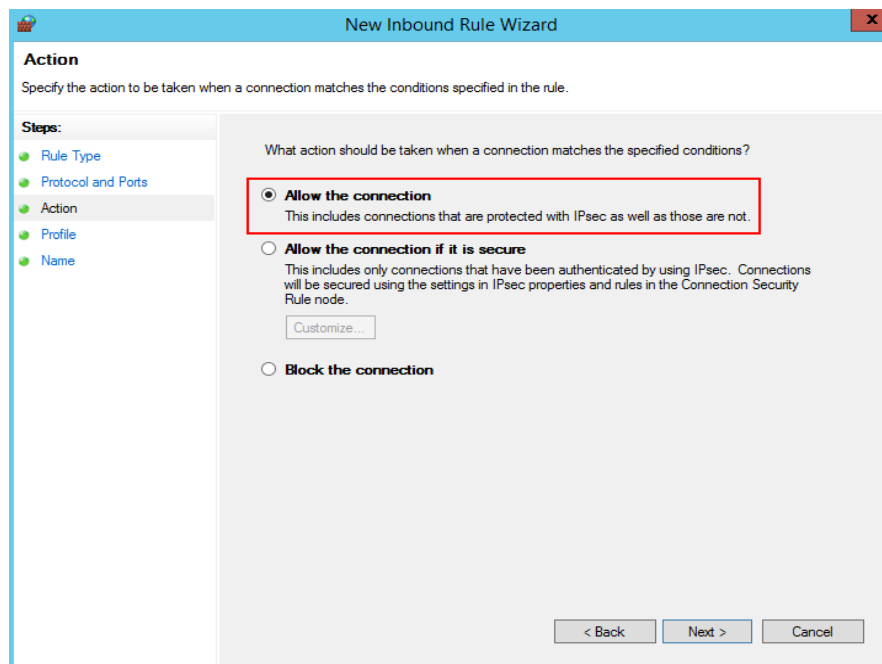 New Inbound Rule Wizard
x
Action
Specify the action to be taken when a connection matches the conditions specified in the rule.
Steps:
Rule Type
Protocol and Ports
Action
Profile
Name
What action should be taken when a connection matches the specified conditions?
Allow the connection
This includes connections that are protected with IPsec as well as those are not.
Allow the connection if it is secure
This includes only connections that have been authenticated by using IPsec. Connections
will be secured using the settings in IPsec properties and rules in the Connection Security
Rule node.
Customize...
Block the connection
< Back
Next >
Cancel